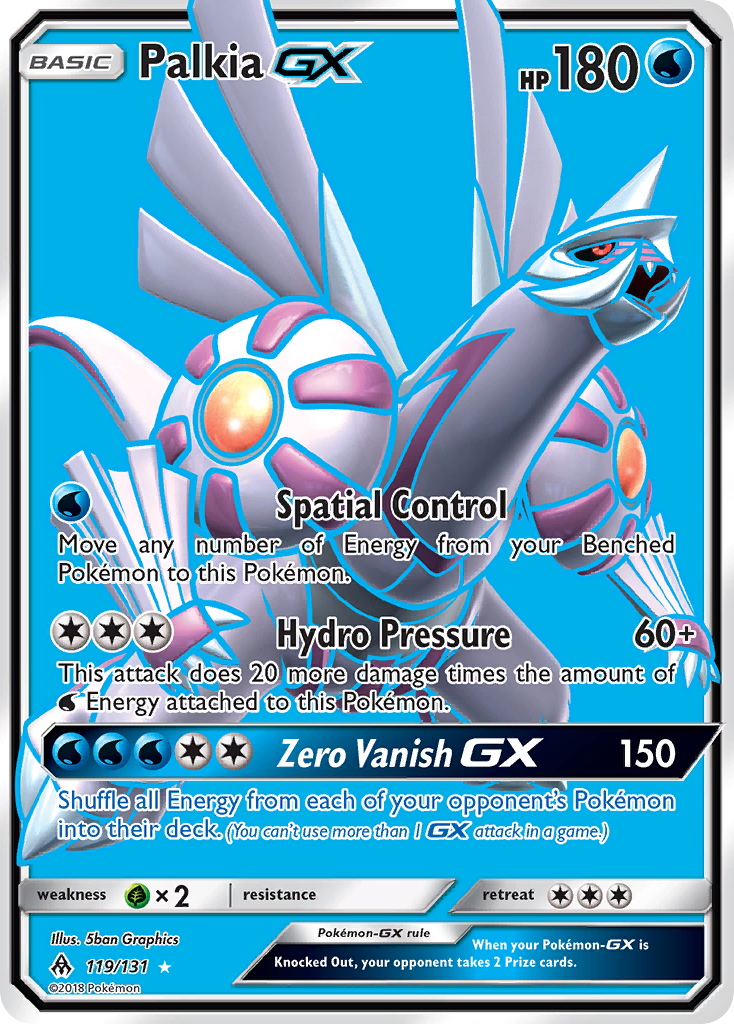 BASIC Palkia GX HP 180
Spatial Control
Move any number of Energy from your Benched
Pokémon to this Pokémon.
Hydro Pressure 60+
This attack does 20 more damage times the amount of
Energy attached to this Pokémon.
Zero Vanish GX 150
Shuffle all Energy from each of your opponent's Pokémon
into their deck. (You can't use more than 1 GX attack in a game.)
weakness × 2 resistance retreat
Illus. 5ban Graphics
119/131
©2018 Pokémon
Pokémon-GX rule
When your Pokémon-GX is
Knocked Out, your opponent takes 2 Prize cards.